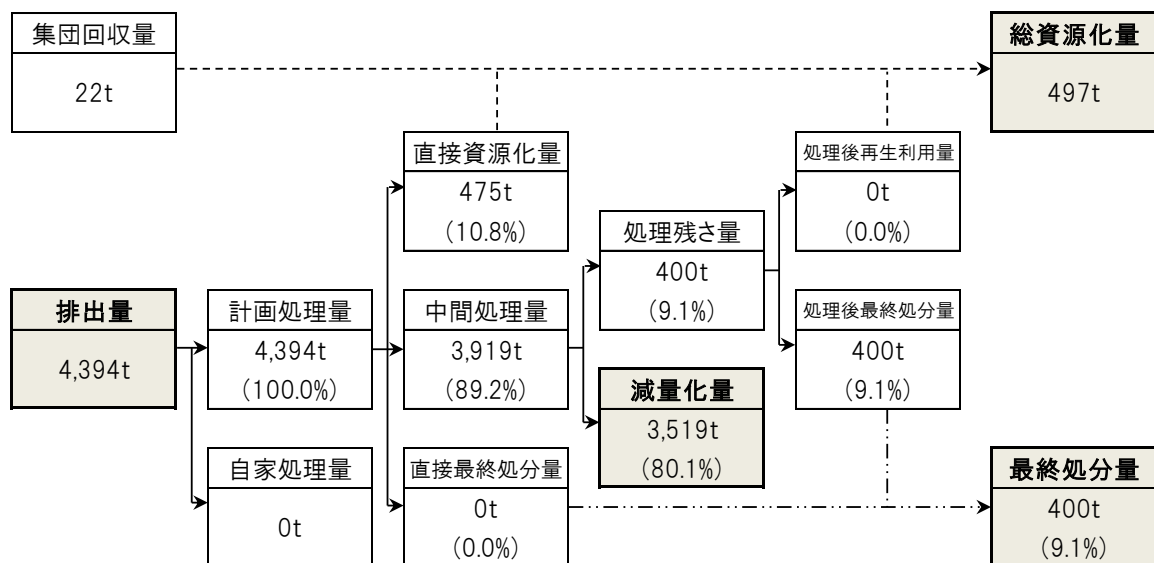 集団回収量
22t
総資源化量
497t
直接資源化量
475t
(10.8%)
処理後再生利用量
0t
(0.0%)
処理残さ量
400t
(9.1%)
排出量
4,394t
計画処理量
4,394t
(100.0%)
中間処理量
3,919t
(89.2%)
処理後最終処分量
400t
(9.1%)
減量化量
3,519t
(80.1%)
自家処理量
0t
直接最終処分量
0t
(0.0%)
最終処分量
400t
(9.1%)